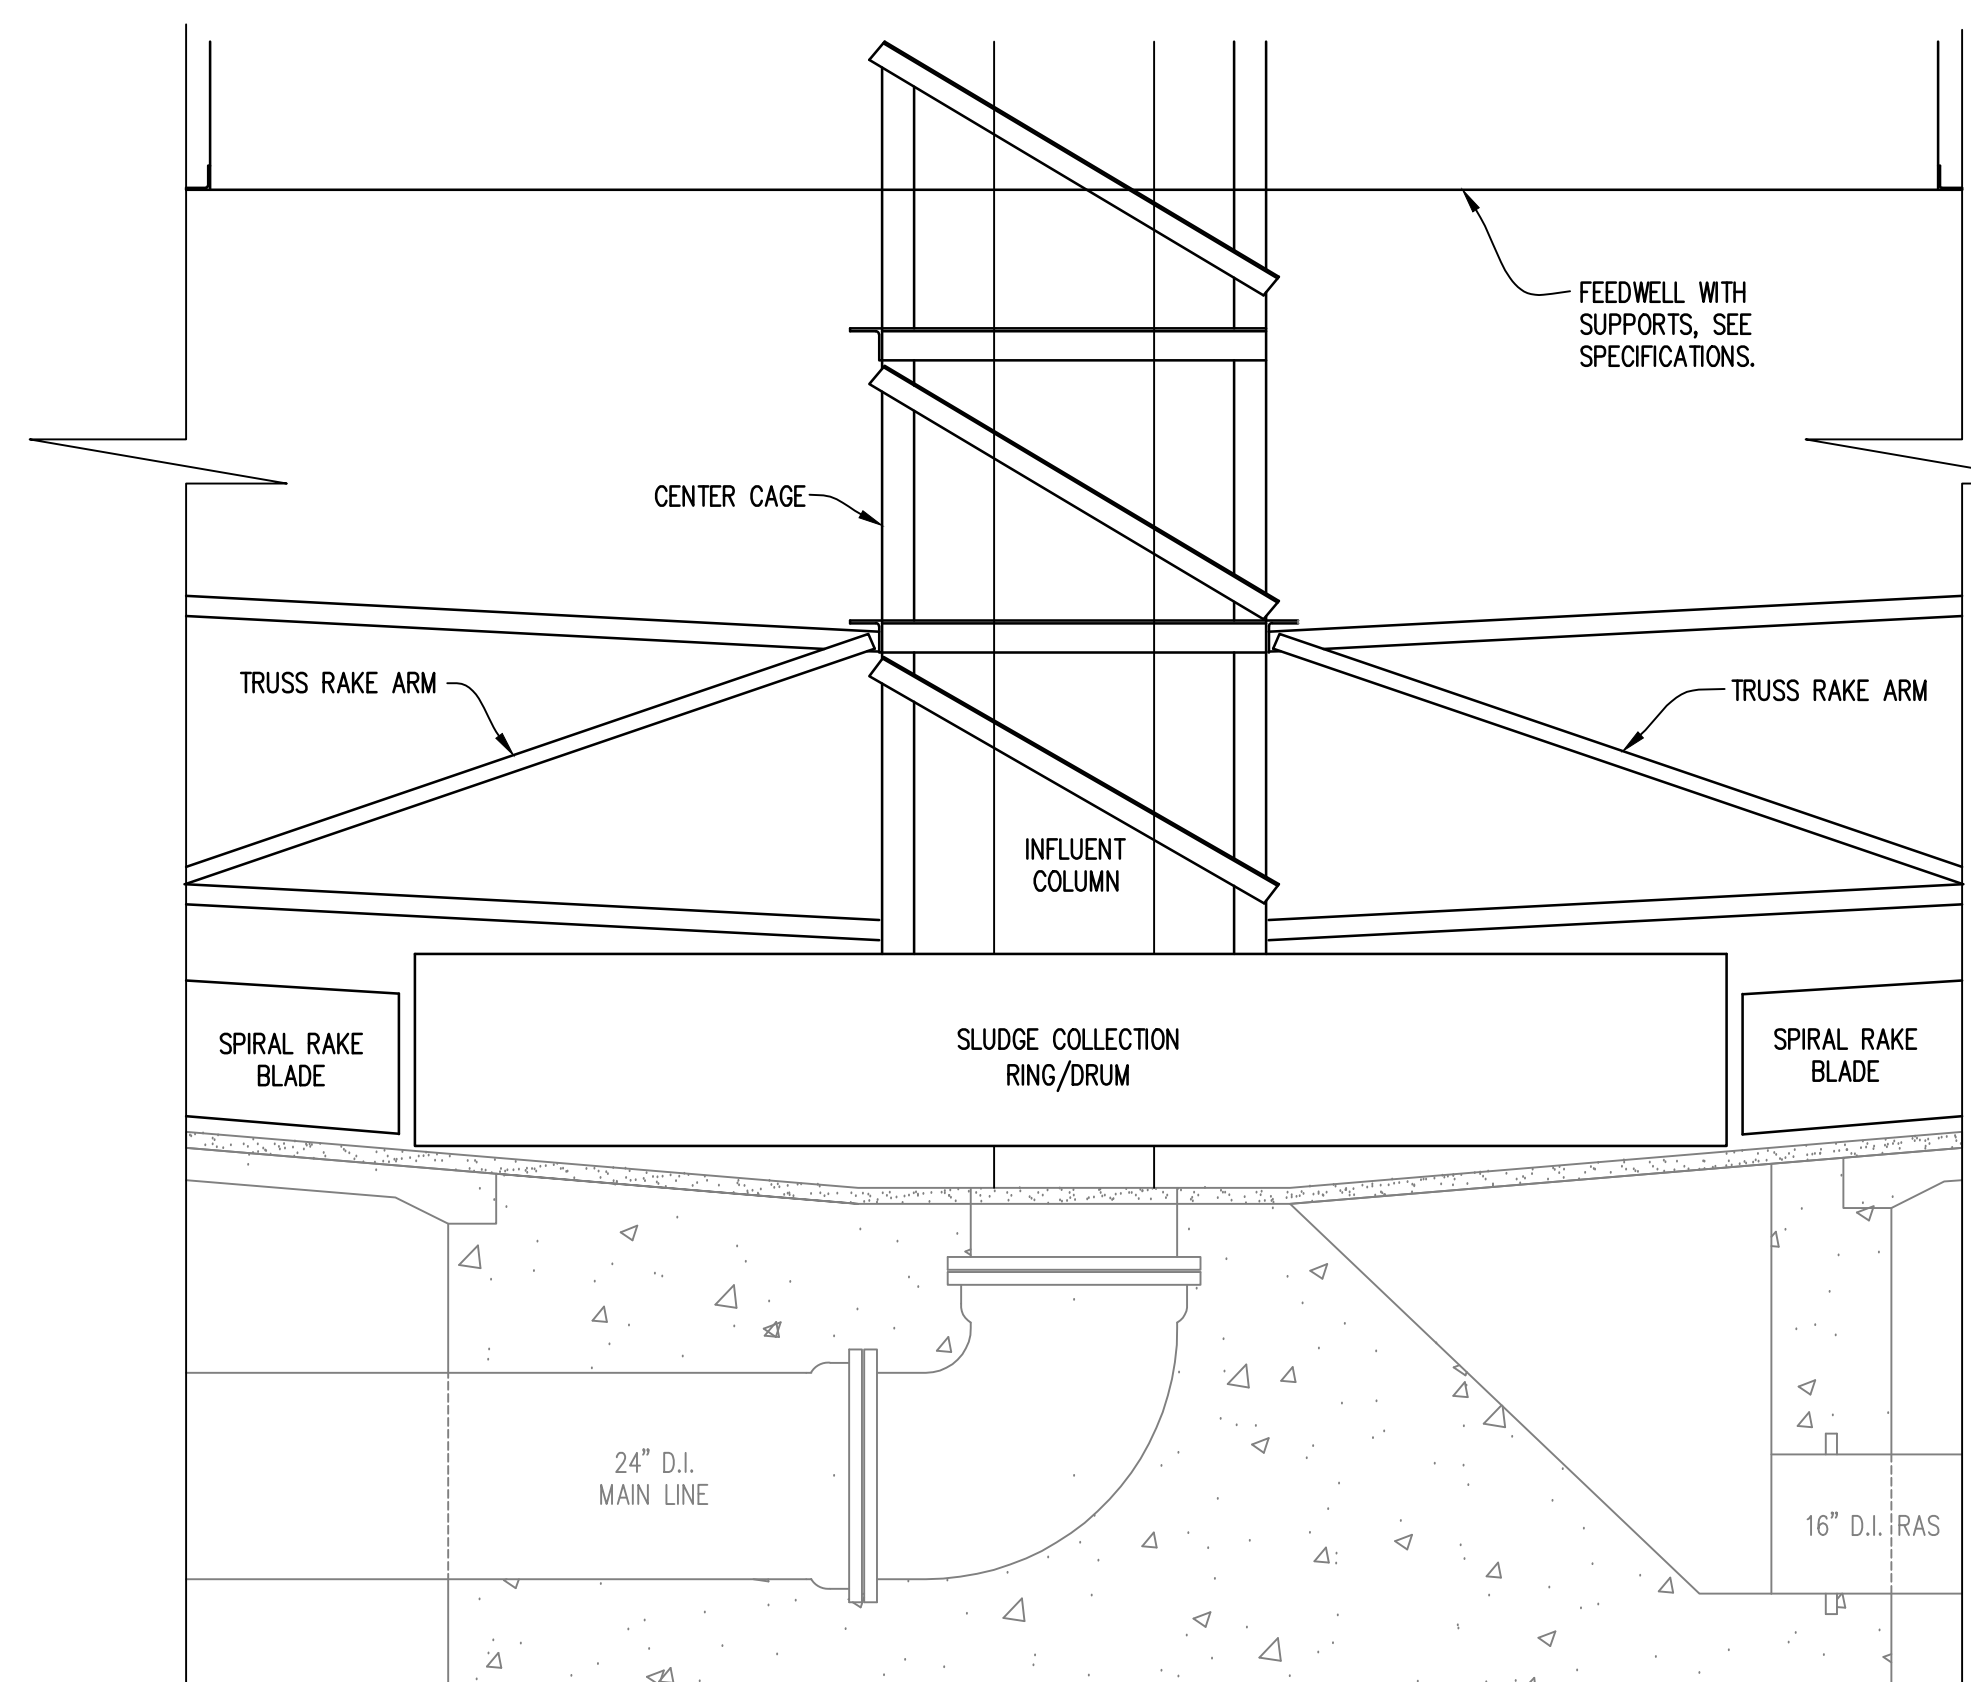 FEEDWELL WITH
SUPPORTS, SEE
SPECIFICATIONS.
CENTER CAGE
TRUSS RAKE ARM
TRUSS RAKE ARM
INFLUENT
COLUMN
SPIRAL RAKE
BLADE
SLUDGE COLLECTION
RING/DRUM
SPIRAL RAKE
BLADE
24" D.I.
MAIN LINE
16" D.I. RAS